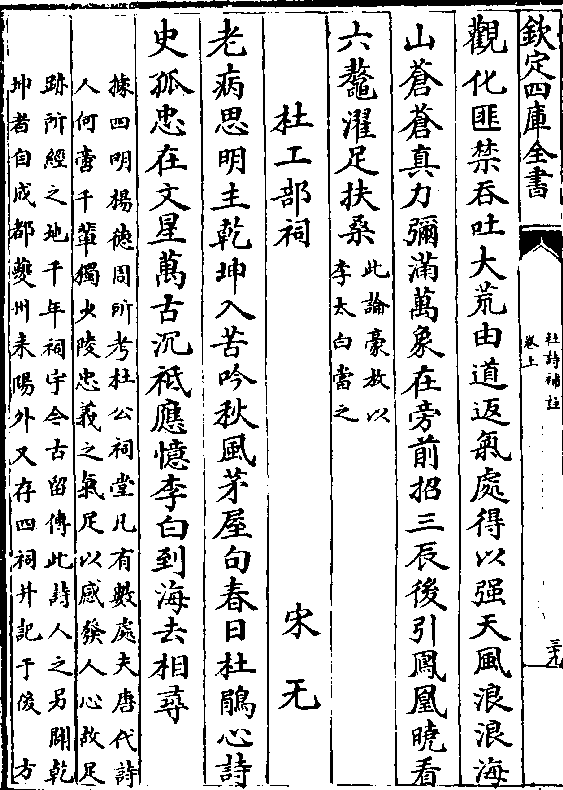 欽定四庫全書
杜詩補註
卷上
三十九
觀化匪禁吞吐大荒由道返氣處得以强天風浪浪海
山蒼蒼真力彌滿萬象在旁前招三辰後引鳳凰曉看
六鼇濯足扶桑
此論豪放以
李太白當之
杜工部祠
宋无
老病思明主乾坤入苦吟秋風茅屋句春日杜鵑心詩
史孤忠在文星萬古沉祗應憶李白到海去相尋
據四明楊德周所考杜公祠堂凡有數處夫唐代詩
人何啻千軰獨少陵忠義之氣足以感發人心故足
跡所經之地千年祠宇今古留傳此詩人之另闢乾
坤者自成都夔州耒陽外又存四祠并記于後 方